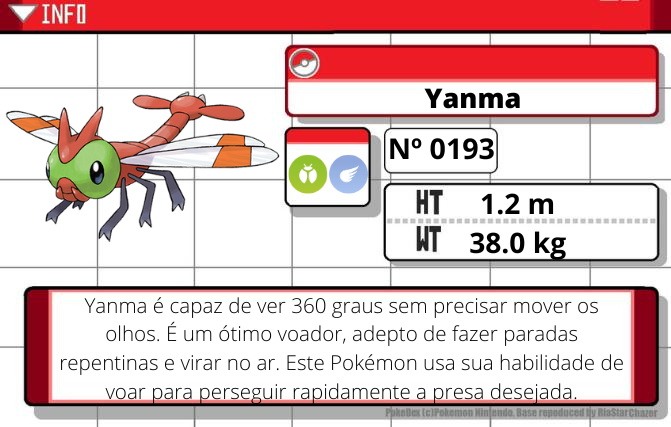 INFO
Yanma
Nº 0193
HT 1.2 m
WT 38.0 kg
Yanma é capaz de ver 360 graus sem precisar mover os
olhos. É um ótimo voador, adepto de fazer paradas
repentinas e virar no ar. Este Pokémon usa sua habilidade de
voar para perseguir rapidamente a presa desejada.
PokeDex (c)Pokemon Nintendo. Base repoduced by RiaStarChazer